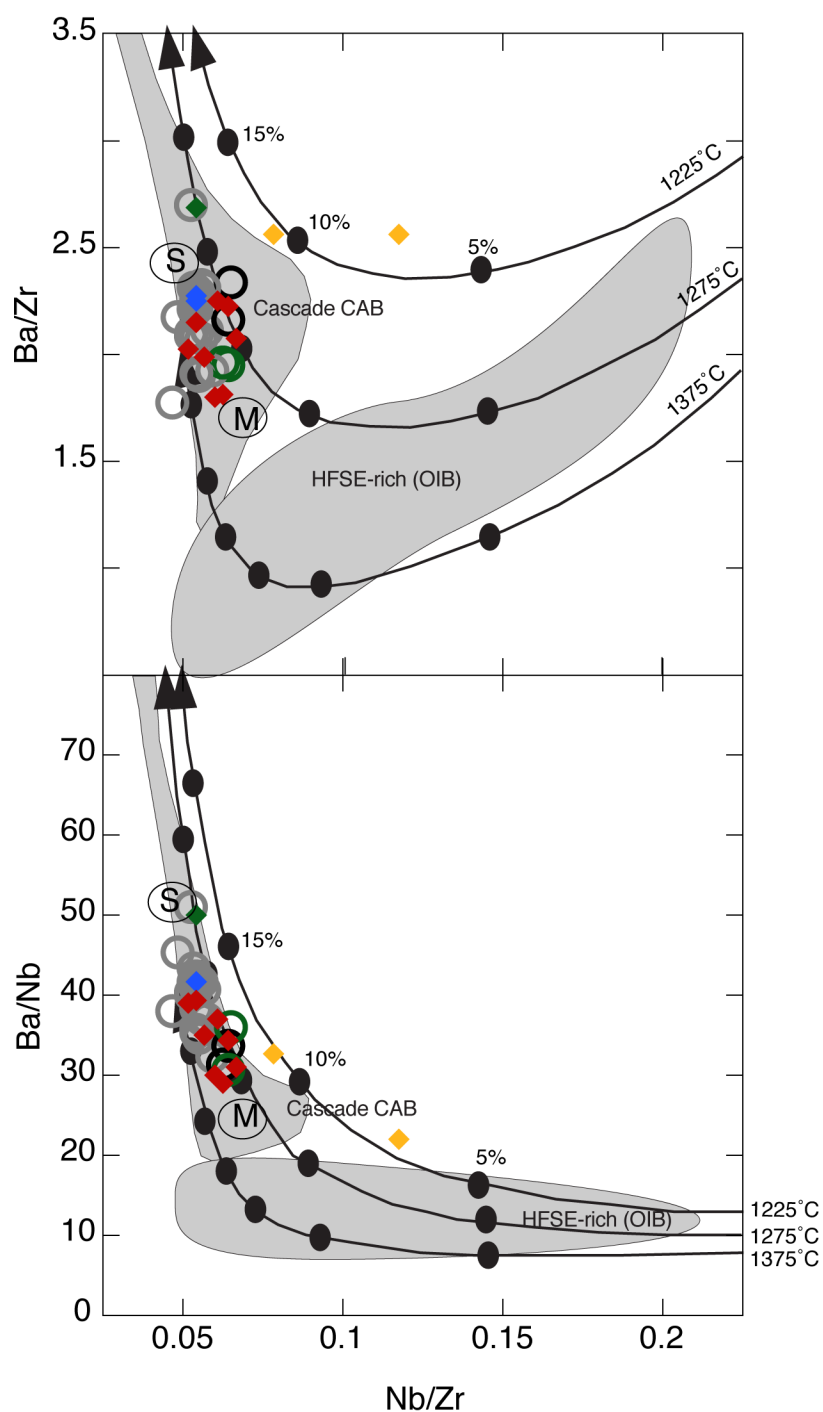 3.5
15%
1225˚C
10%
5%
2.5
S
1275˚C
Cascade CAB
Ba/Zr
1375˚C
M
1.5
HFSE-rich (OIB)
70
60
50
S
15%
40
Ba/Nb
10%
30
Cascade CAB
M
20
5%
1225˚C
HFSE-rich (OIB)
10
1275˚C
1375˚C
0
0.05
0.1
0.15
0.2
Nb/Zr